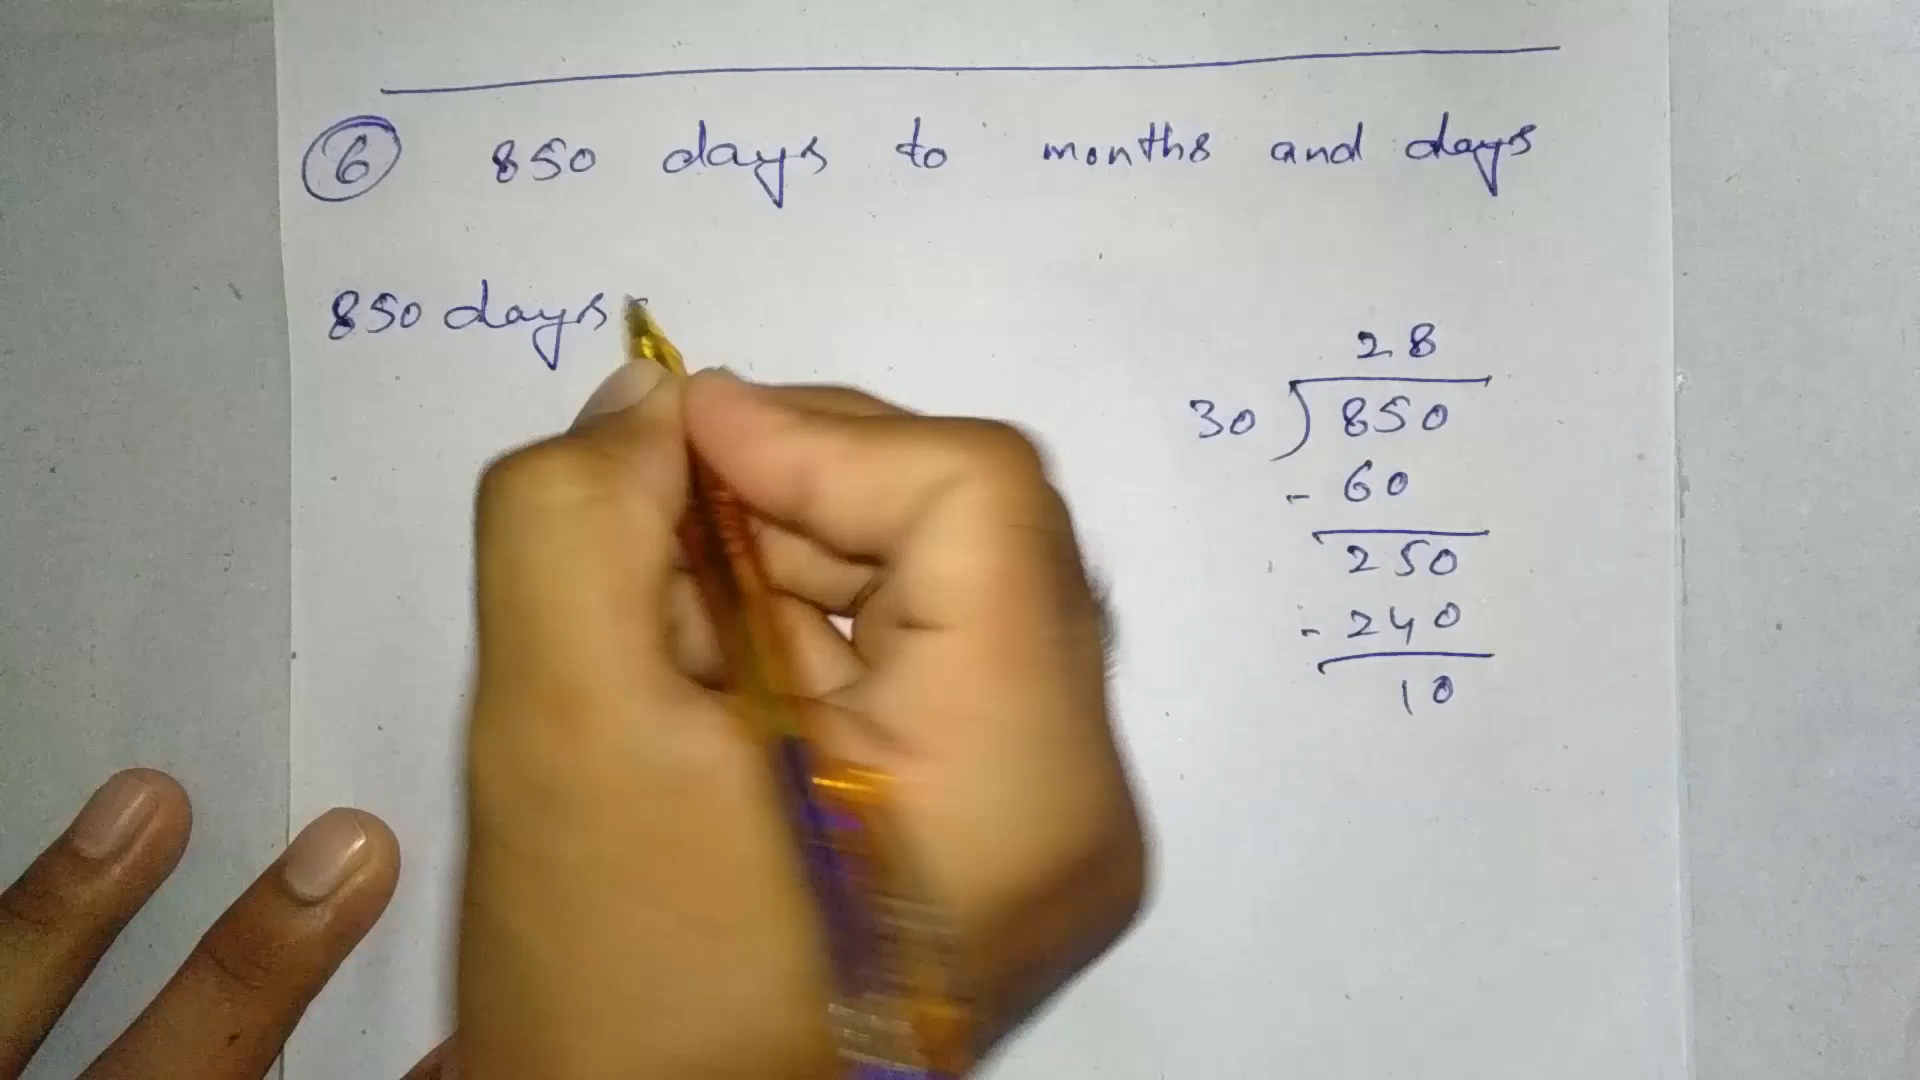 6 850 days to months and days
850 days =
28
30 ) 850
- 60
250
- 240
10